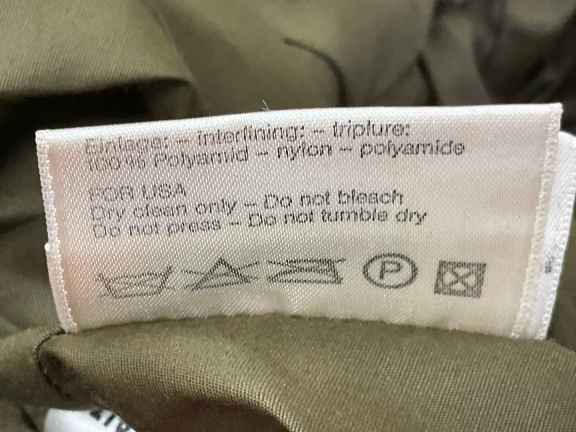 Einlage: – interlining: – triplure:
100 % Polyamid – nylon – polyamide
FOR USA
Dry clean only – Do not bleach
Do not press – Do not tumble dry
P